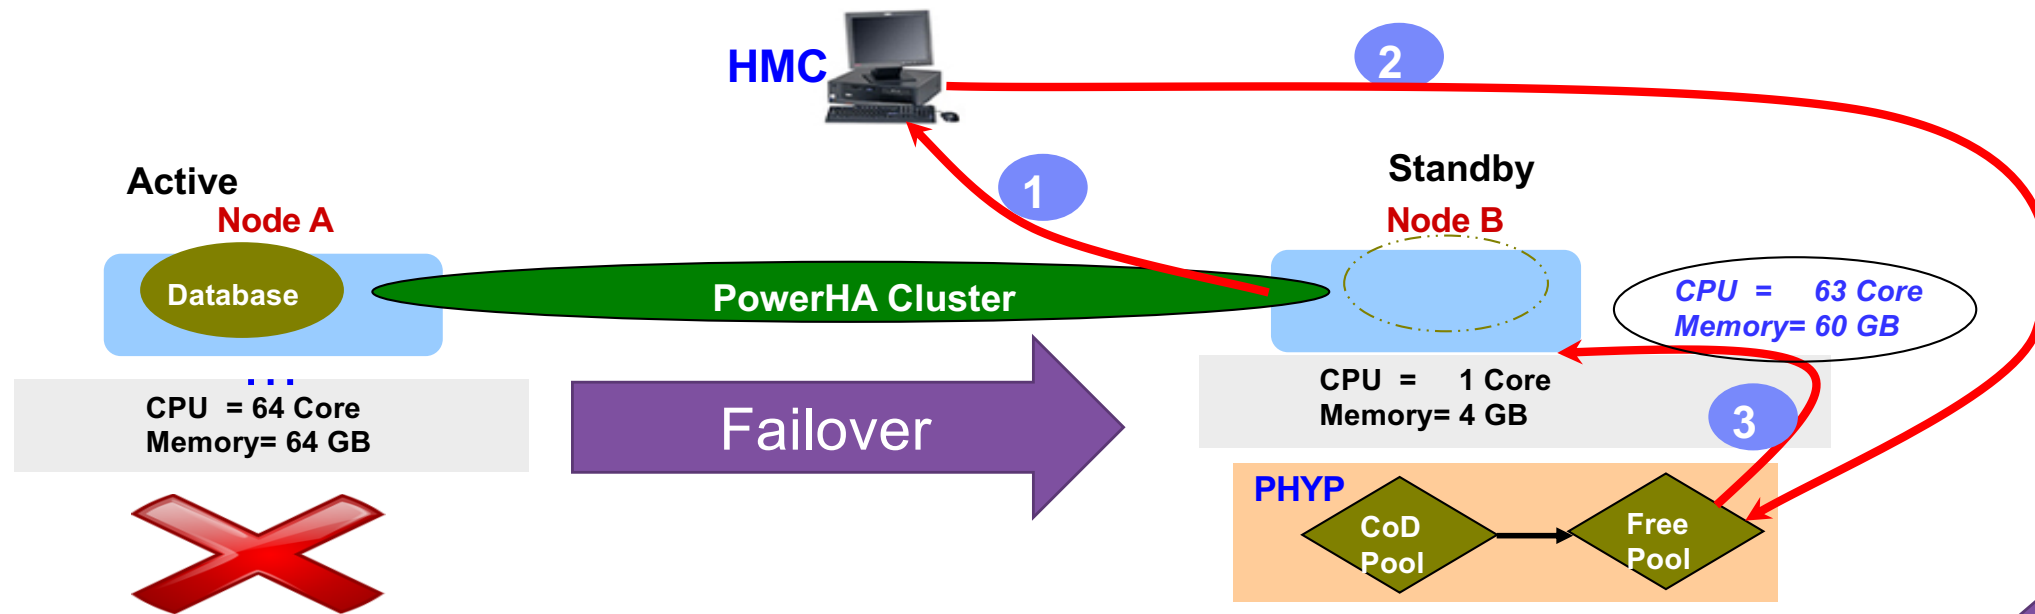 HMC
2
Active
Node A
1
Standby
Node B
Database
PowerHA Cluster
CPU = 63 Core
Memory= 60 GB
...
CPU = 64 Core
Memory= 64 GB
Failover
CPU = 1 Core
Memory= 4 GB
3
PHYP
CoD
Pool
Free
Pool